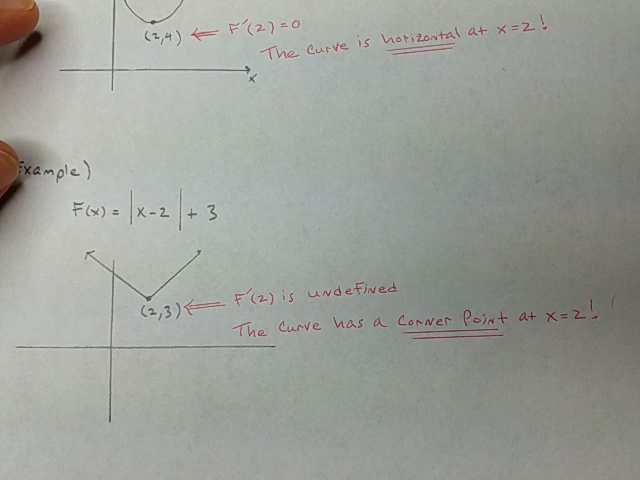 (2,4) ⇐ F'(2)=0
The curve is horizontal at x=2!
x
Example)
F(x) = |x-2| + 3
(2,3) ⇐ F'(2) is undefined
The curve has a corner point at x=2!